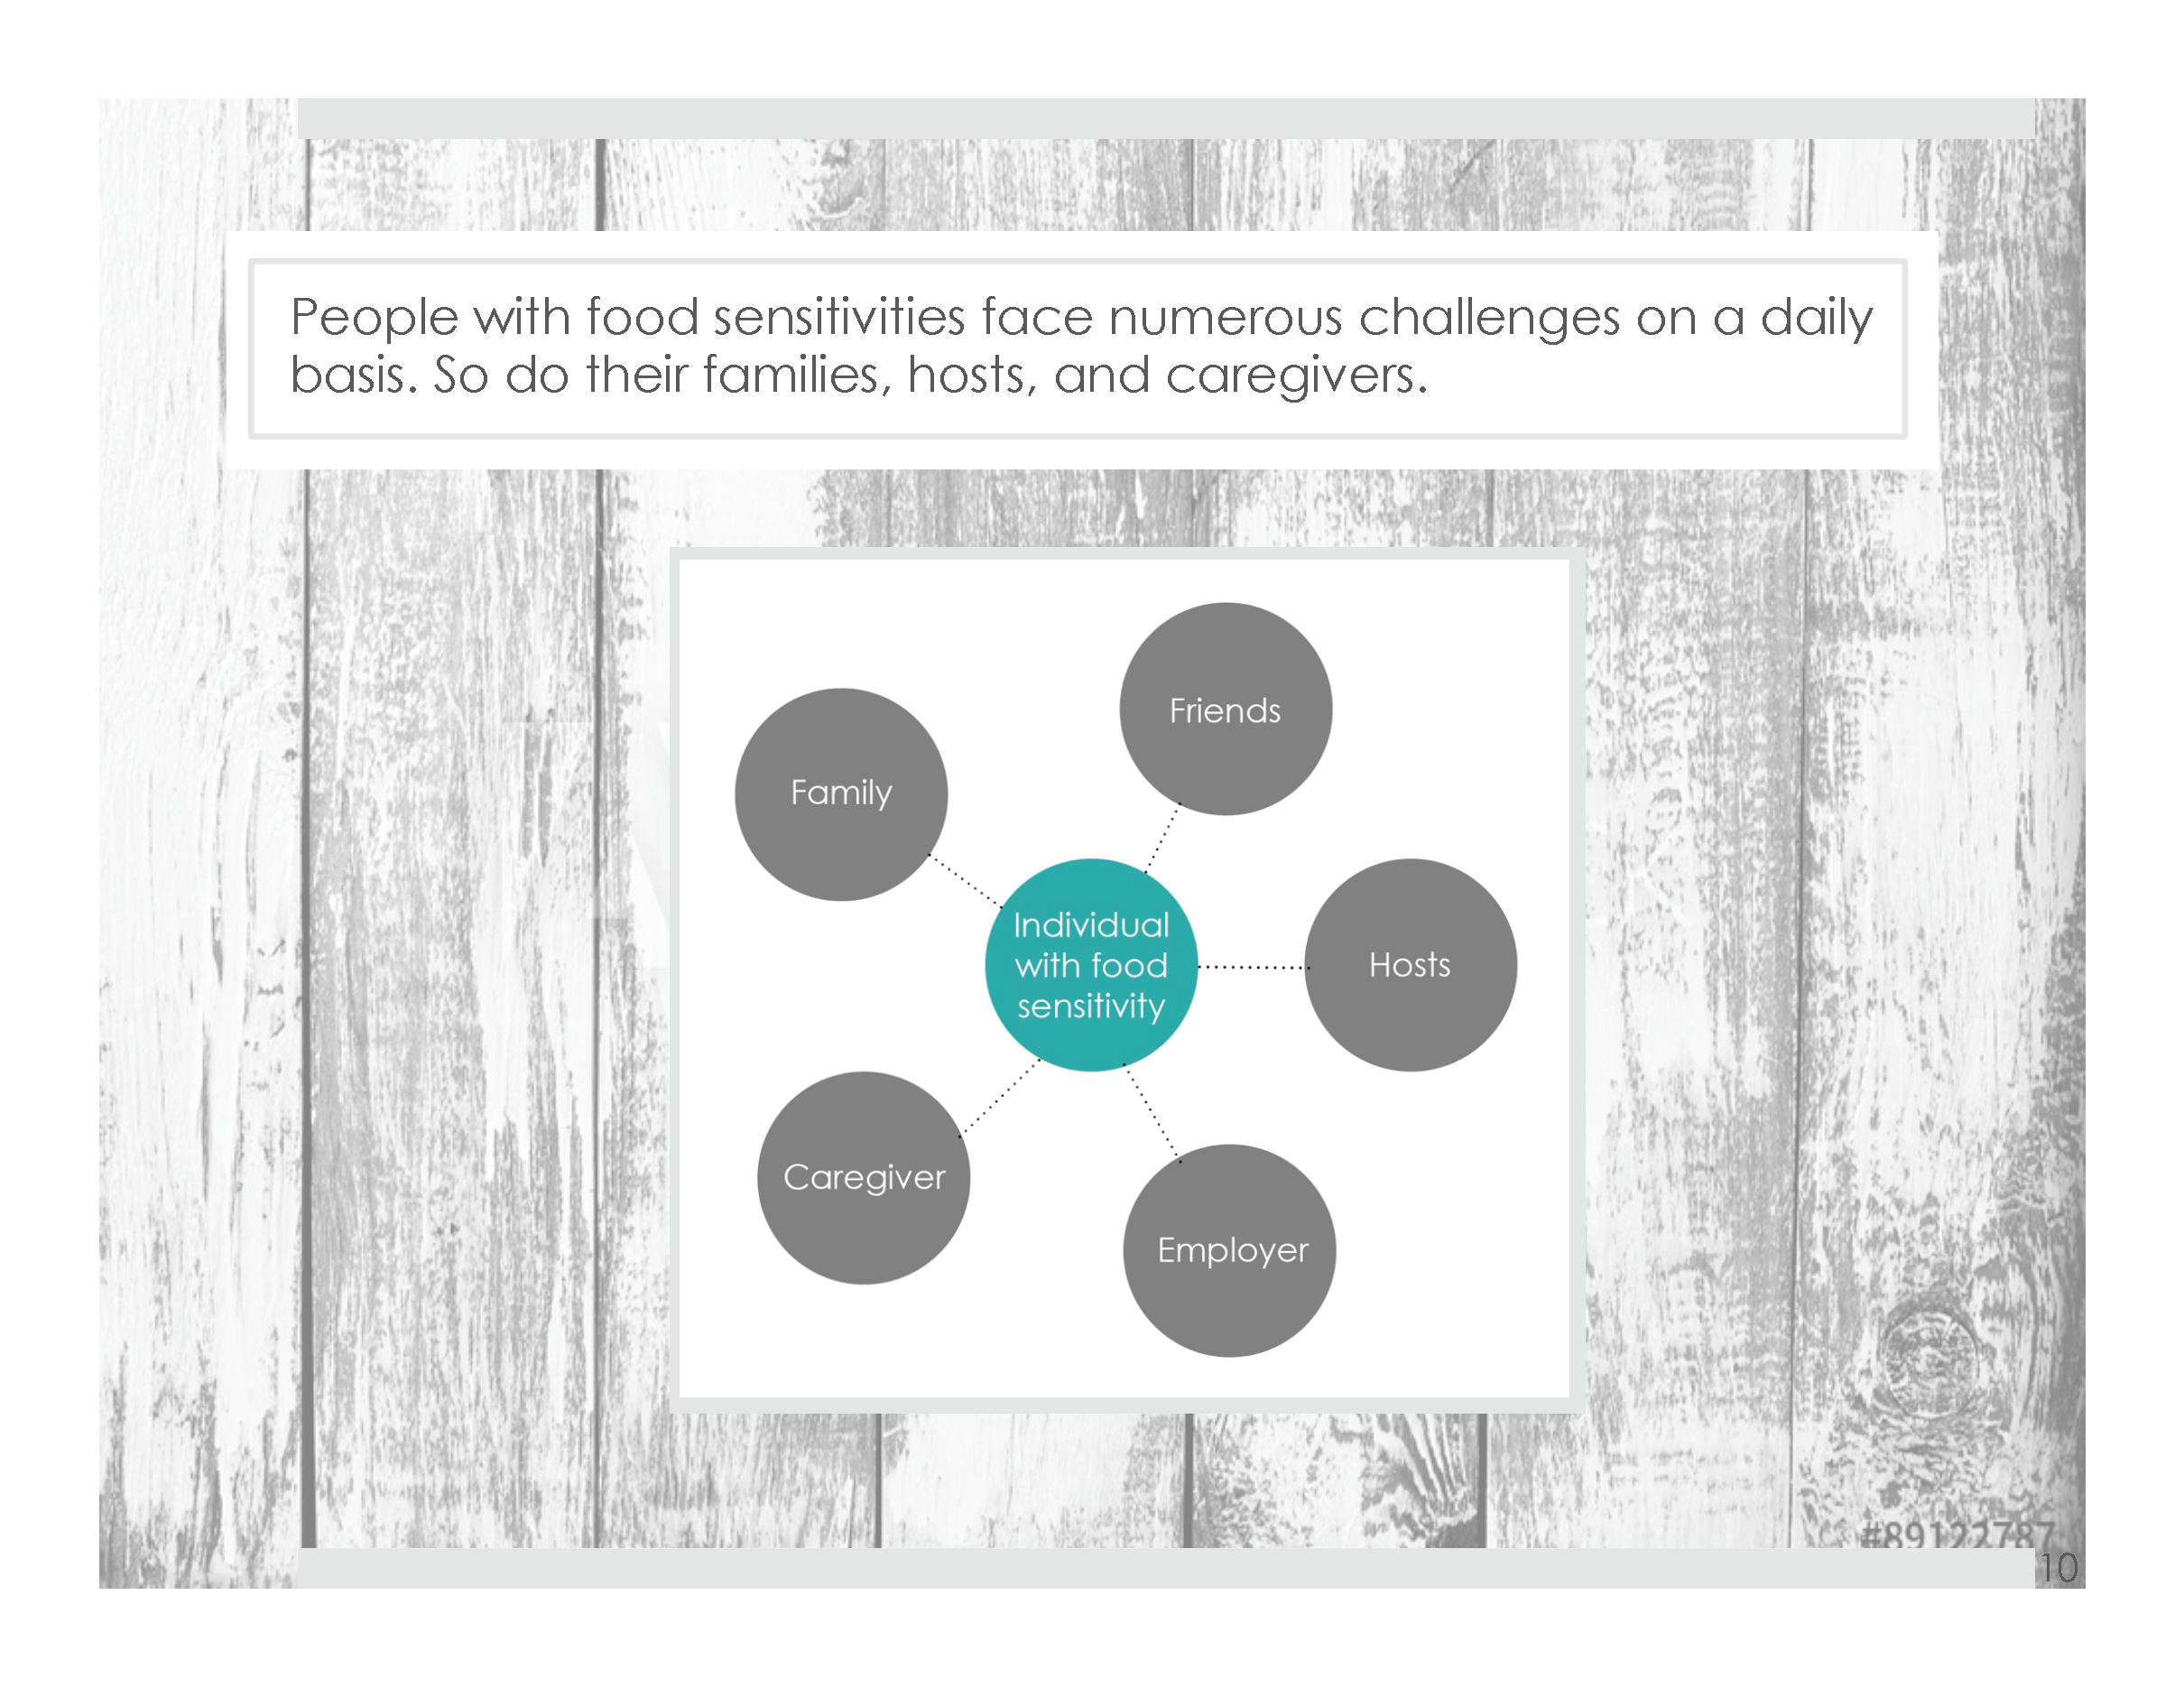 People with food sensitivities face numerous challenges on a daily
basis. So do their families, hosts, and caregivers.
Friends
Family
Individual
with food
sensitivity
Hosts
Caregiver
Employer
#89122787
10